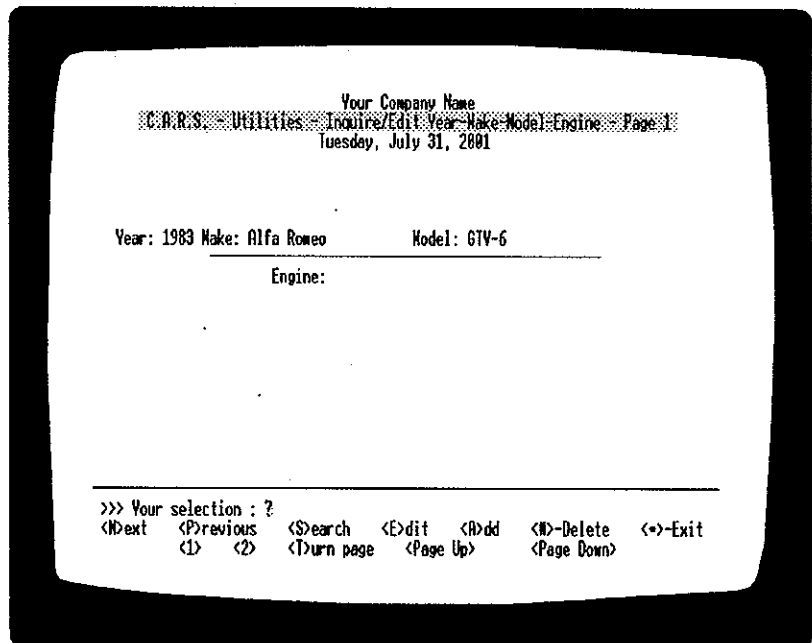 Your Company Name
C.A.R.S. - Utilities - Inquire/Edit Year-Make-Model-Engine - Page 1
Tuesday, July 31, 2001
Year: 1983 Make: Alfa Romeo Model: GTV-6
Engine:
>>> Your selection : ?
<N>ext <P>revious <S>earch <E>dit <A>dd <#>-Delete <*>-Exit
<1> <2> <T>urn page <Page Up> <Page Down>